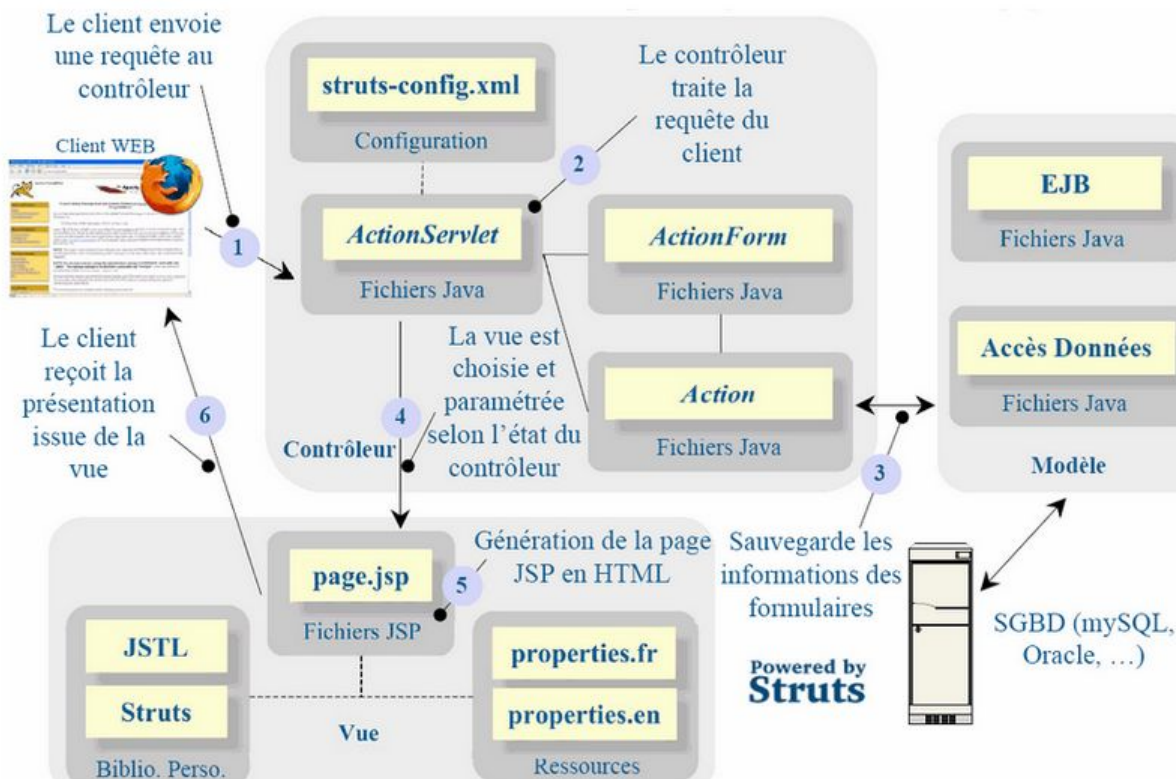 Le client envoie
une requête au
contrôleur
Client WEB
1
struts-config.xml
Configuration
2
Le contrôleur
traite la
requête du
client
ActionServlet
Fichiers Java
ActionForm
Fichiers Java
Action
Fichiers Java
EJB
Fichiers Java
Accès Données
Fichiers Java
Modèle
3
Sauvegarde les
informations des
formulaires
SGBD (mySQL,
Oracle, …)
Powered by
Struts
4
La vue est
choisie et
paramétrée
selon l’état du
contrôleur
Contrôleur
Le client
reçoit la
présentation
issue de la
vue
6
page.jsp
Fichiers JSP
5
Génération de la page
JSP en HTML
JSTL
Struts
Biblio. Perso.
Vue
properties.fr
properties.en
Ressources